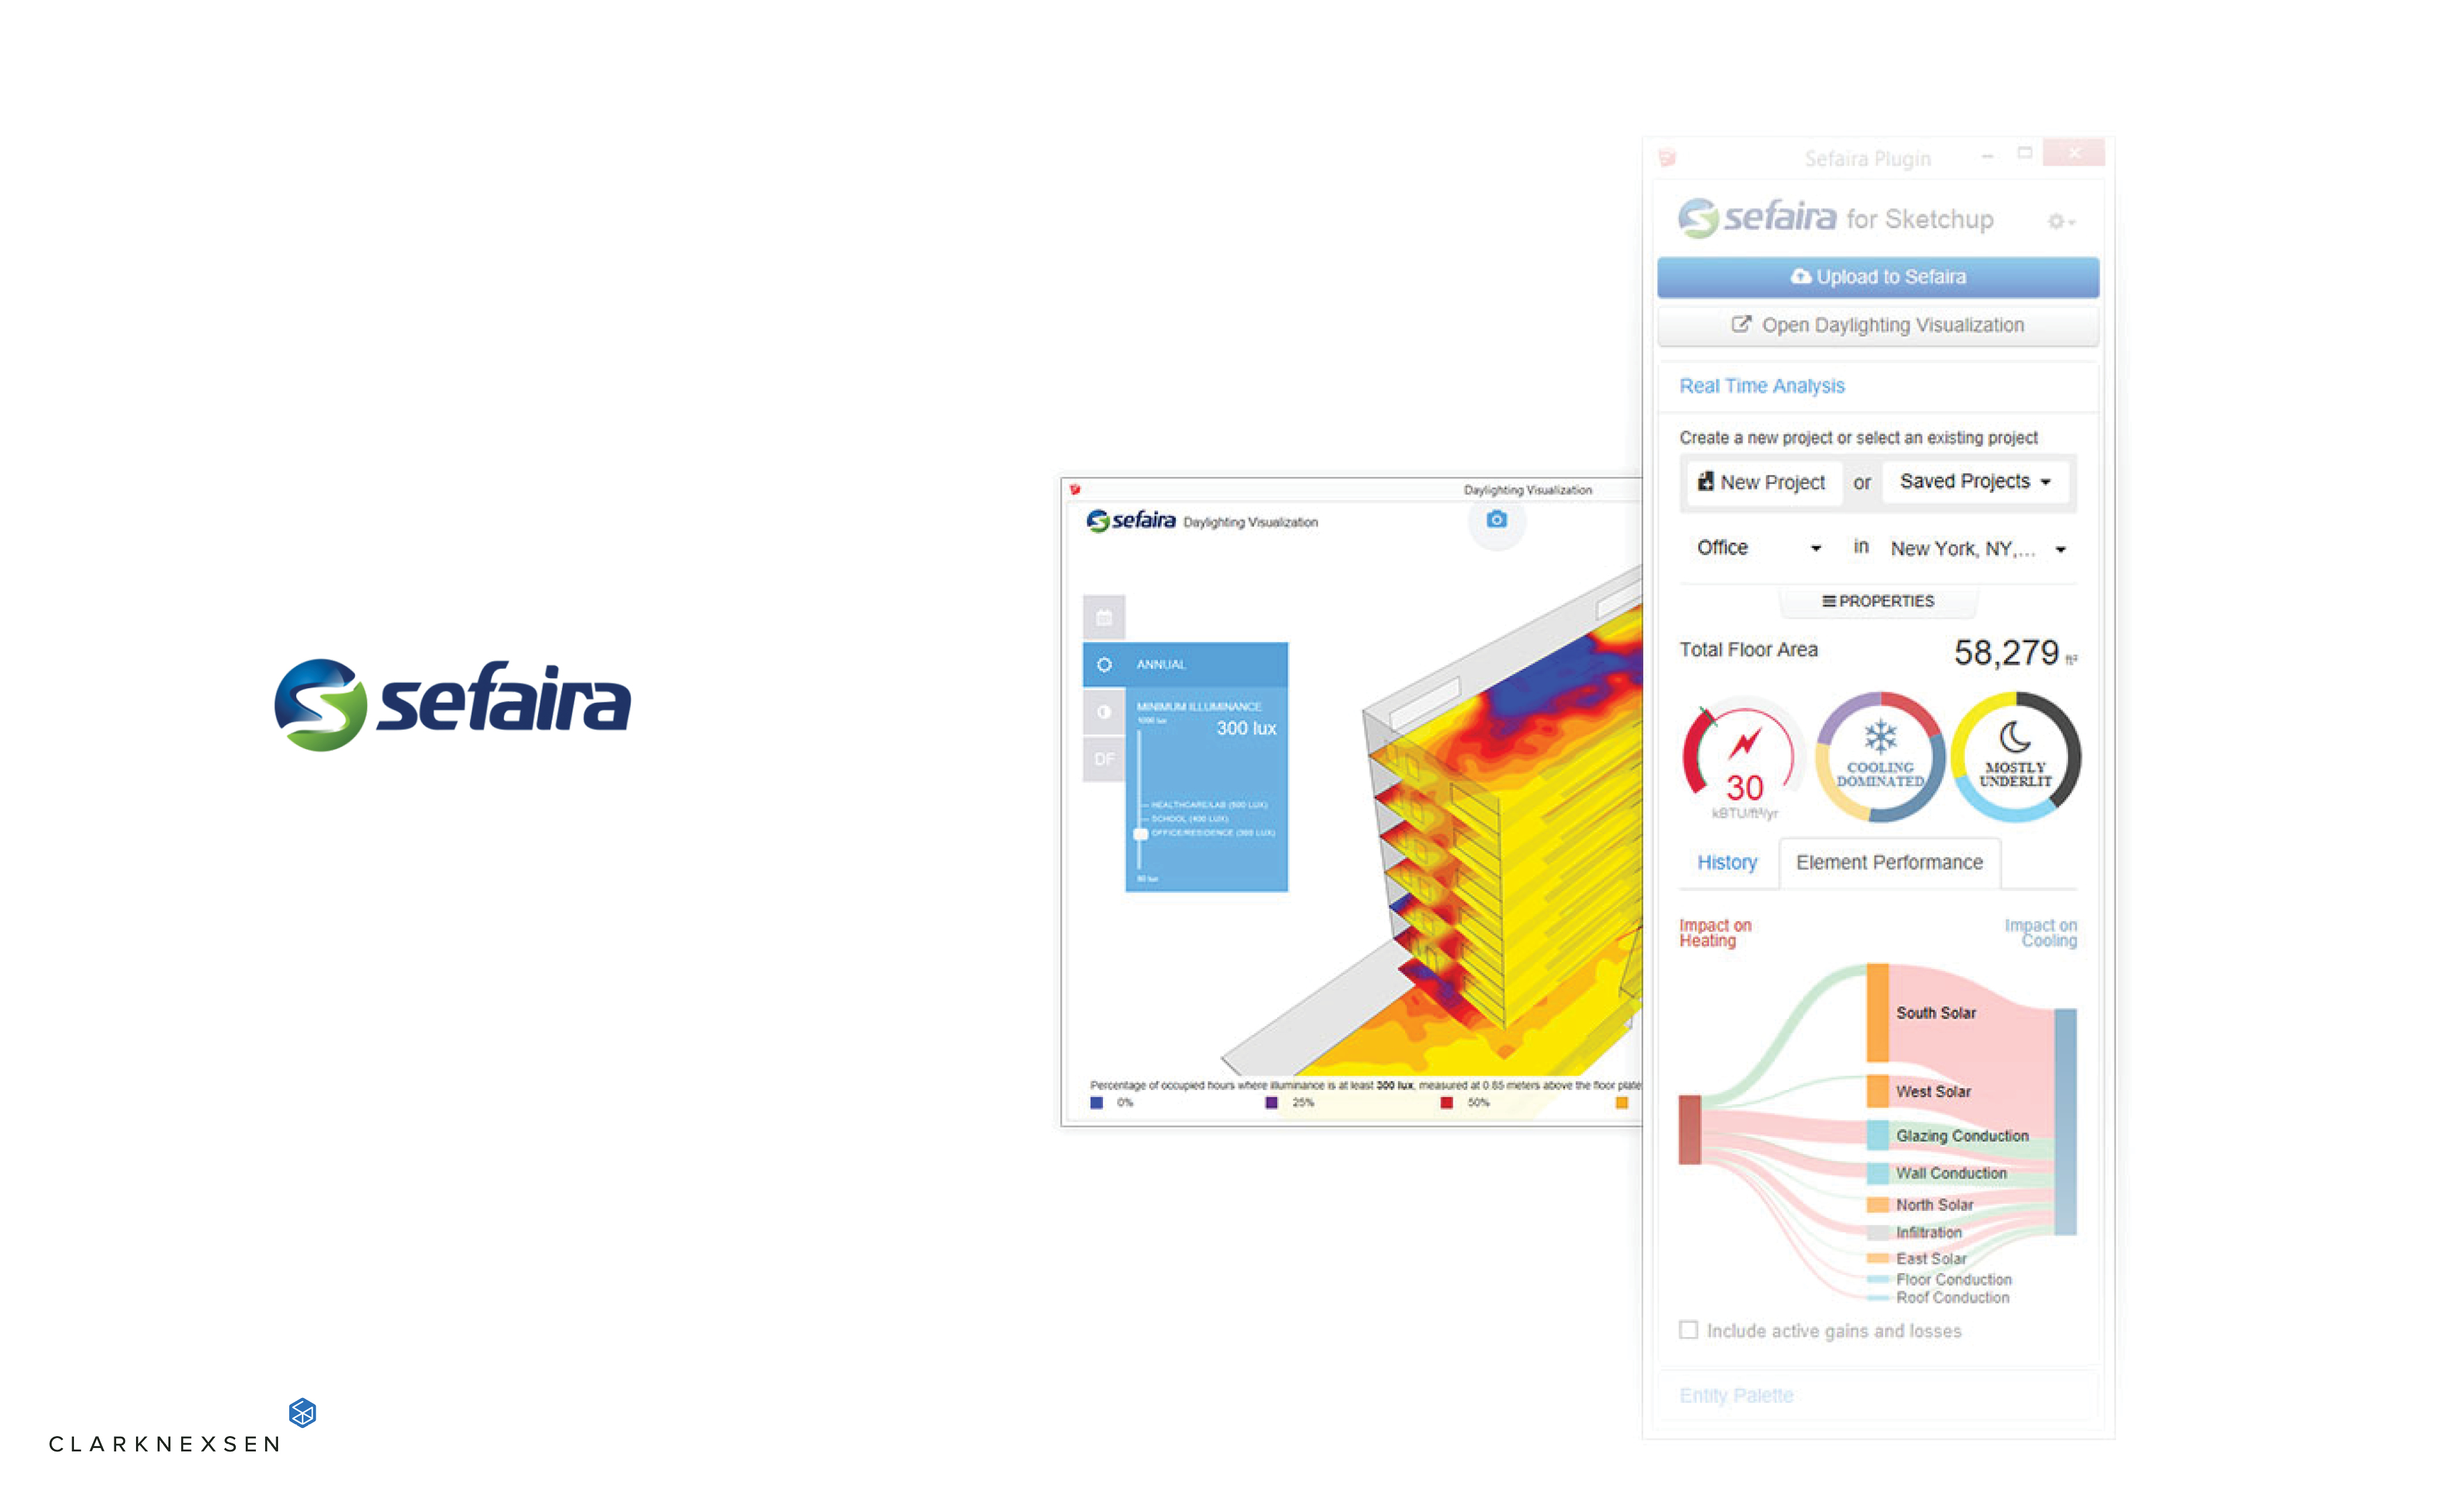 sefaira
CLARKNEXSEN
Daylighting Visualization
sefaira Daylighting Visualization
ANNUAL
MINIMUM ILLUMINANCE
1000 lux
300 lux
DF
HEALTHCARE/LAB (500 LUX)
SCHOOL (400 LUX)
OFFICE/RESIDENCE (300 LUX)
50 lux
Percentage of occupied hours where illuminance is at least 300 lux, measured at 0.85 meters above the floor plate
0%
25%
50%
Sefaira Plugin
sefaira for Sketchup
Upload to Sefaira
Open Daylighting Visualization
Real Time Analysis
Create a new project or select an existing project
New Project or Saved Projects
Office in New York, NY,...
PROPERTIES
Total Floor Area 58,279 ft²
30
kBTU/ft²/yr
COOLING
DOMINATED
MOSTLY
UNDERLIT
History Element Performance
Impact on
Heating
Impact on
Cooling
South Solar
West Solar
Glazing Conduction
Wall Conduction
North Solar
Infiltration
East Solar
Floor Conduction
Roof Conduction
Include active gains and losses
Entity Palette